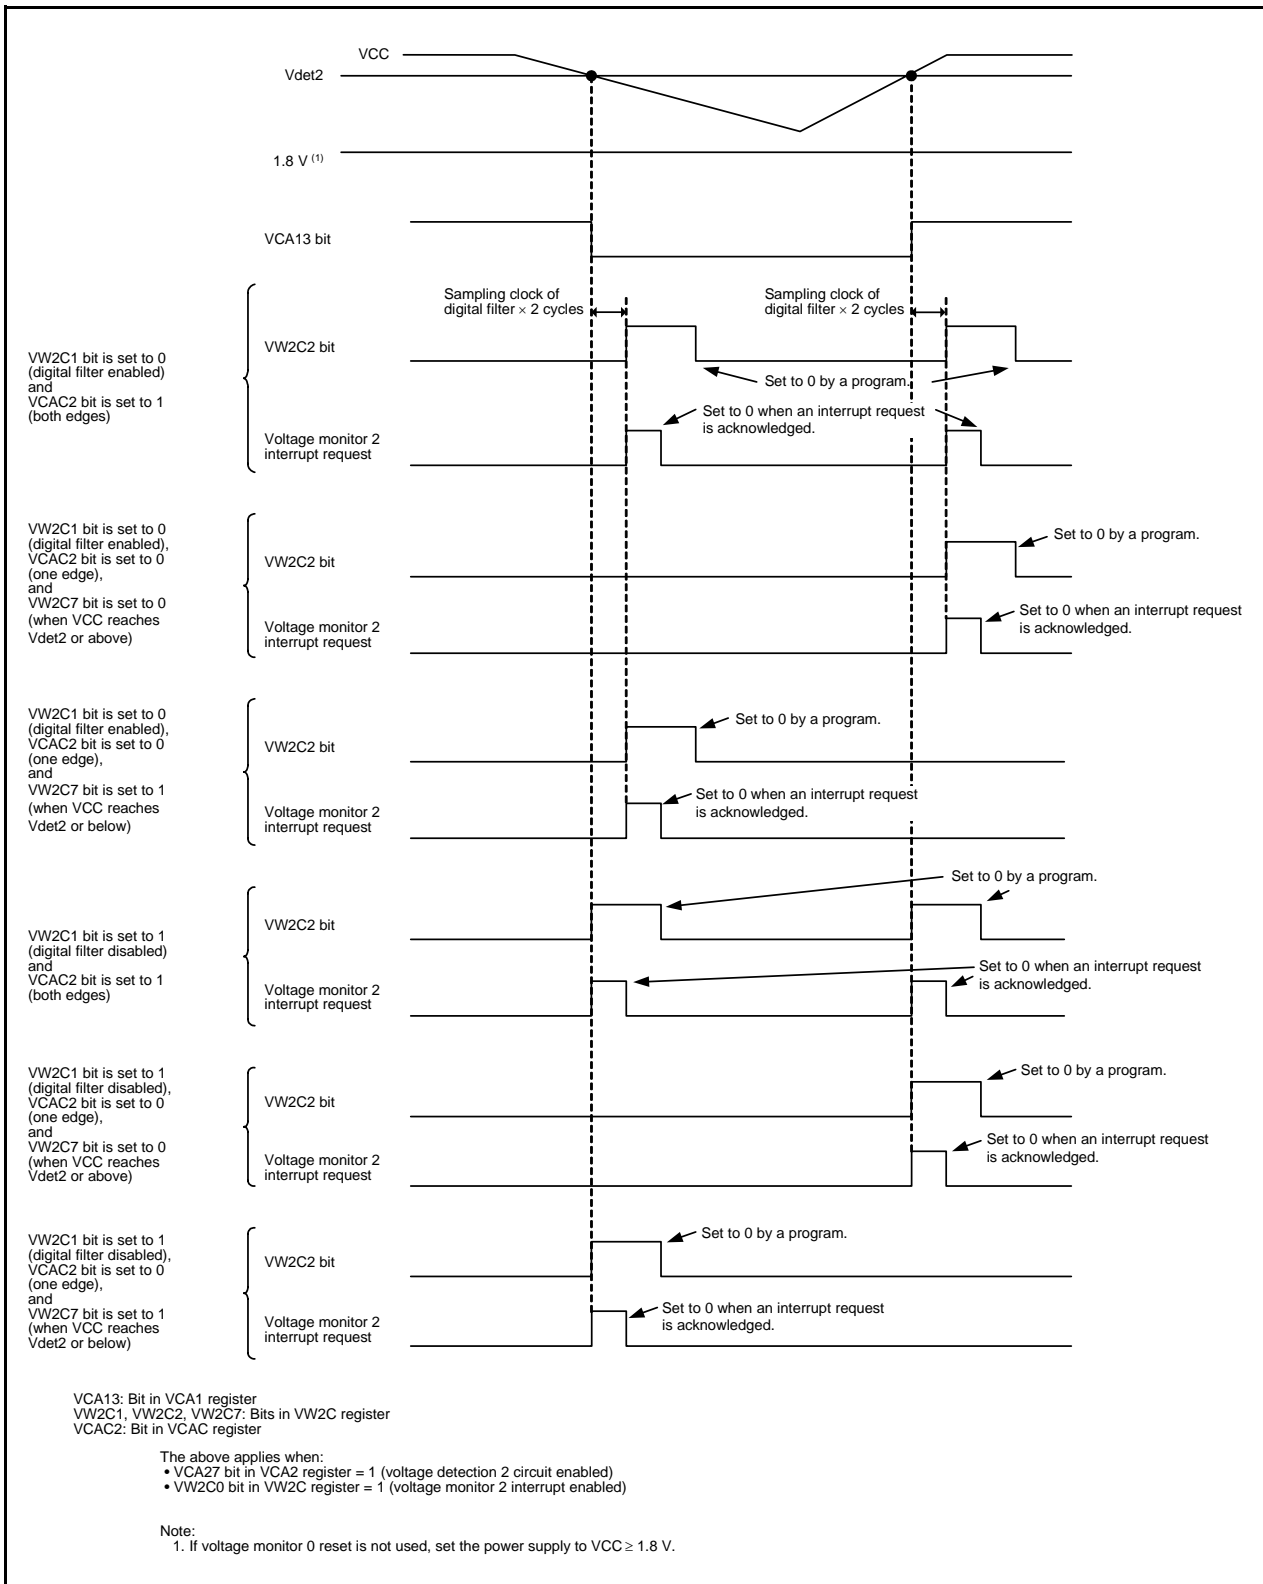 VCC
Vdet2
1.8 V (1)
VCA13 bit
Sampling clock of
digital filter × 2 cycles
Sampling clock of
digital filter × 2 cycles
VW2C1 bit is set to 0
(digital filter enabled)
and
VCAC2 bit is set to 1
(both edges)
VW2C2 bit
Set to 0 by a program.
Voltage monitor 2
interrupt request
Set to 0 when an interrupt request
is acknowledged.
VW2C1 bit is set to 0
(digital filter enabled),
VCAC2 bit is set to 0
(one edge),
and
VW2C7 bit is set to 0
(when VCC reaches
Vdet2 or above)
VW2C2 bit
Set to 0 by a program.
Voltage monitor 2
interrupt request
Set to 0 when an interrupt request
is acknowledged.
VW2C1 bit is set to 0
(digital filter enabled),
VCAC2 bit is set to 0
(one edge),
and
VW2C7 bit is set to 1
(when VCC reaches
Vdet2 or below)
VW2C2 bit
Set to 0 by a program.
Voltage monitor 2
interrupt request
Set to 0 when an interrupt request
is acknowledged.
VW2C1 bit is set to 1
(digital filter disabled)
and
VCAC2 bit is set to 1
(both edges)
VW2C2 bit
Set to 0 by a program.
Voltage monitor 2
interrupt request
Set to 0 when an interrupt request
is acknowledged.
VW2C1 bit is set to 1
(digital filter disabled),
VCAC2 bit is set to 0
(one edge),
and
VW2C7 bit is set to 0
(when VCC reaches
Vdet2 or above)
VW2C2 bit
Set to 0 by a program.
Voltage monitor 2
interrupt request
Set to 0 when an interrupt request
is acknowledged.
VW2C1 bit is set to 1
(digital filter disabled),
VCAC2 bit is set to 0
(one edge),
and
VW2C7 bit is set to 1
(when VCC reaches
Vdet2 or below)
VW2C2 bit
Set to 0 by a program.
Voltage monitor 2
interrupt request
Set to 0 when an interrupt request
is acknowledged.
VCA13: Bit in VCA1 register
VW2C1, VW2C2, VW2C7: Bits in VW2C register
VCAC2: Bit in VCAC register
The above applies when:
• VCA27 bit in VCA2 register = 1 (voltage detection 2 circuit enabled)
• VW2C0 bit in VW2C register = 1 (voltage monitor 2 interrupt enabled)
Note:
1. If voltage monitor 0 reset is not used, set the power supply to VCC ≥ 1.8 V.